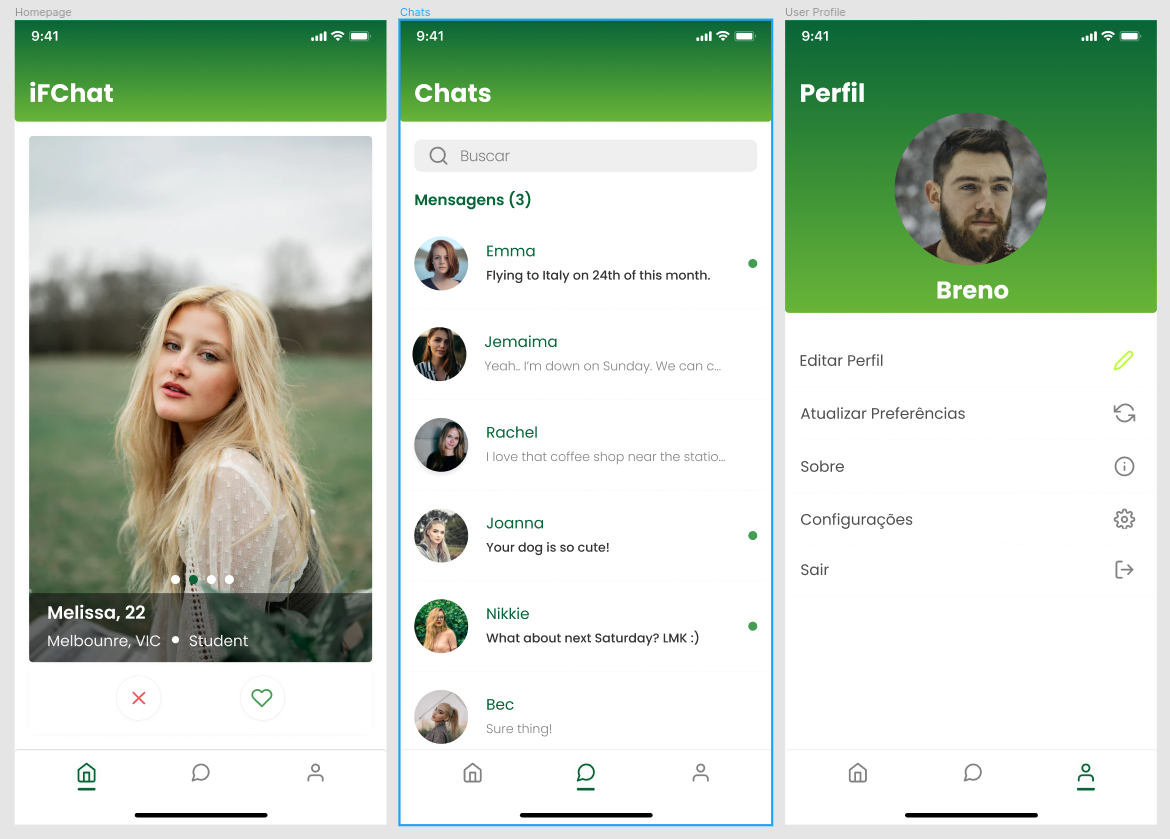 Homepage
9:41
iFChat
Melissa, 22
Melbounre, VIC • Student
Chats
9:41
Chats
Buscar
Mensagens (3)
Emma
Flying to Italy on 24th of this month.
Jemaima
Yeah.. I'm down on Sunday. We can c...
Rachel
I love that coffee shop near the statio...
Joanna
Your dog is so cute!
Nikkie
What about next Saturday? LMK :)
Bec
Sure thing!
User Profile
9:41
Perfil
Breno
Editar Perfil
Atualizar Preferências
Sobre
Configurações
Sair